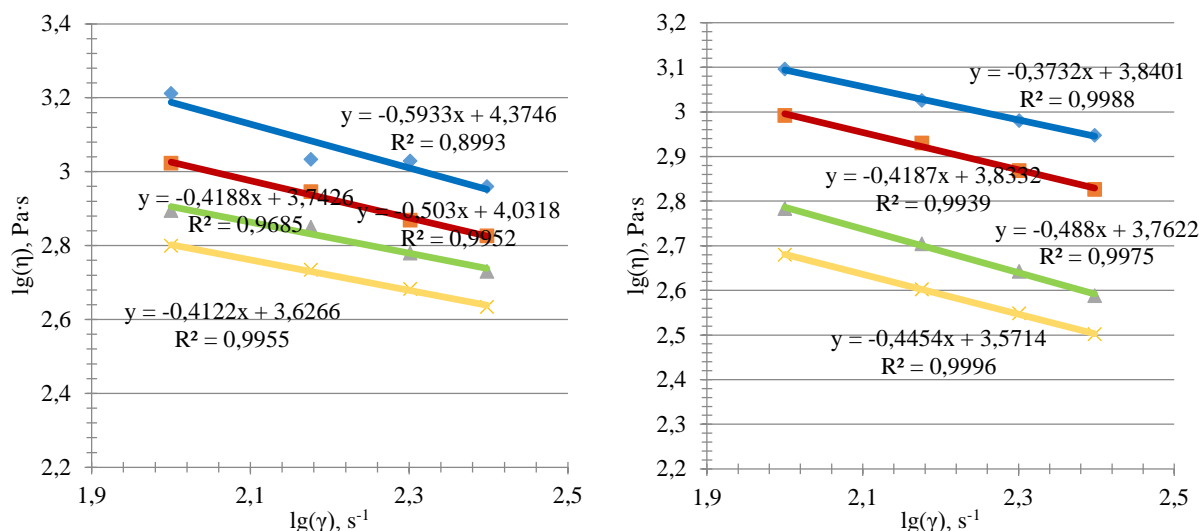 3,4
3,2
3
2,8
2,6
2,4
2,2
lg(η), Pa·s
y = -0,5933x + 4,3746
R² = 0,8993
y = -0,4188x + 3,7426
R² = 0,9685
y = -0,503x + 4,0318
R² = 0,9952
y = -0,4122x + 3,6266
R² = 0,9955
1,9
2,1
2,3
2,5
lg(γ), s-1
3,2
3,1
3
2,9
2,8
2,7
2,6
2,5
2,4
2,3
2,2
lg(η), Pa·s
y = -0,3732x + 3,8401
R² = 0,9988
y = -0,4187x + 3,8332
R² = 0,9939
y = -0,488x + 3,7622
R² = 0,9975
y = -0,4454x + 3,5714
R² = 0,9996
1,9
2,1
2,3
2,5
lg(γ), s-1